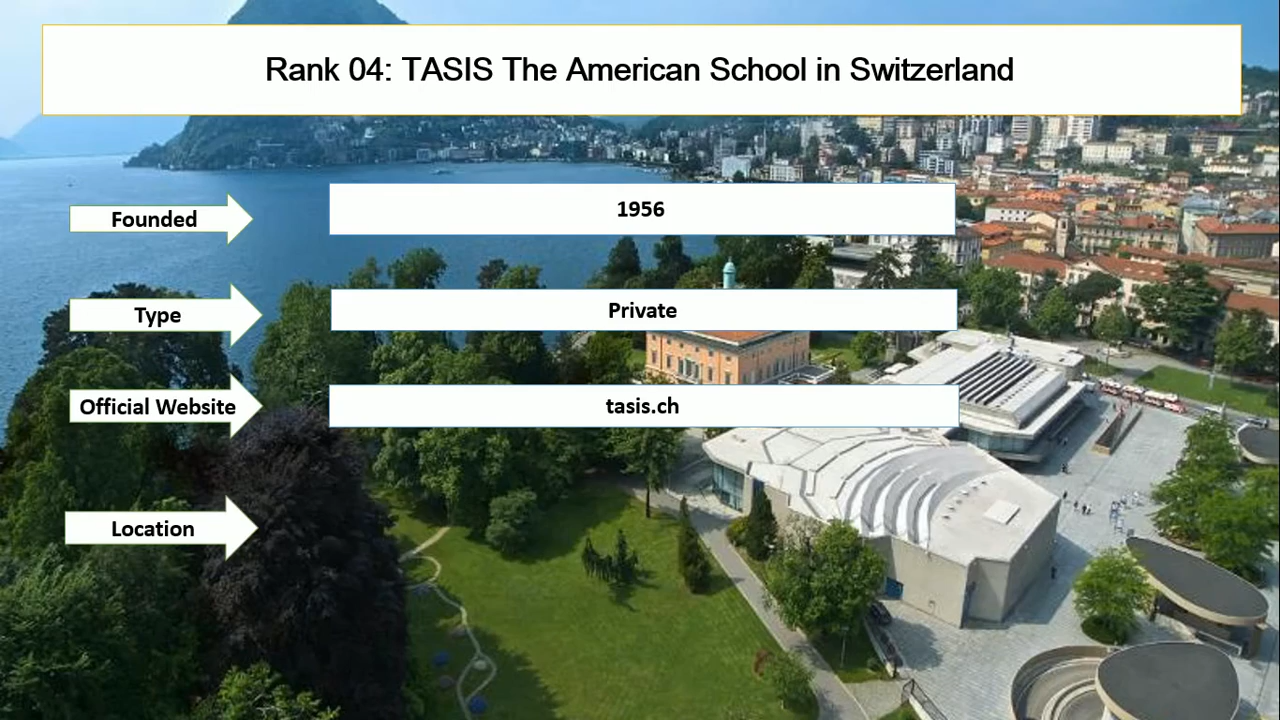 Rank 04: TASIS The American School in Switzerland
Founded
1956
Type
Private
Official Website
tasis.ch
Location